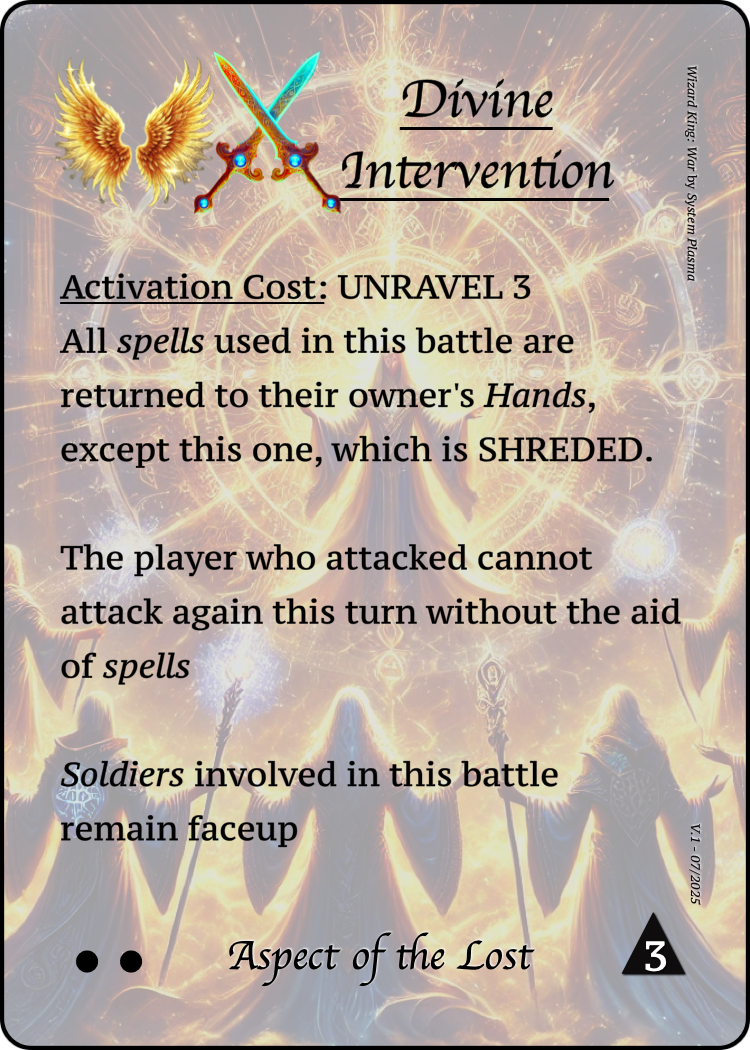 Divine
Intervention
Wizard King: War by System Plasma
Activation Cost: UNRAVEL 3
All spells used in this battle are
returned to their owner's Hands,
except this one, which is SHREDED.
The player who attacked cannot
attack again this turn without the aid
of spells
Soldiers involved in this battle
remain faceup
V.1 - 07/2025
Aspect of the Lost
3